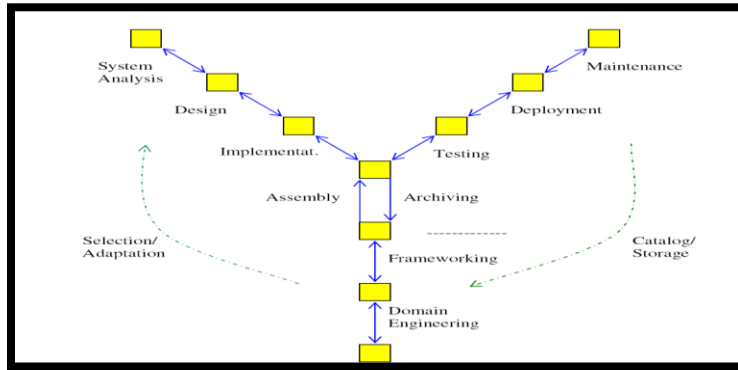 System
Analysis
Maintenance
Design
Deployment
Implementat.
Testing
Assembly
Archiving
Selection/
Adaptation
Catalog/
Storage
Frameworking
Domain
Engineering